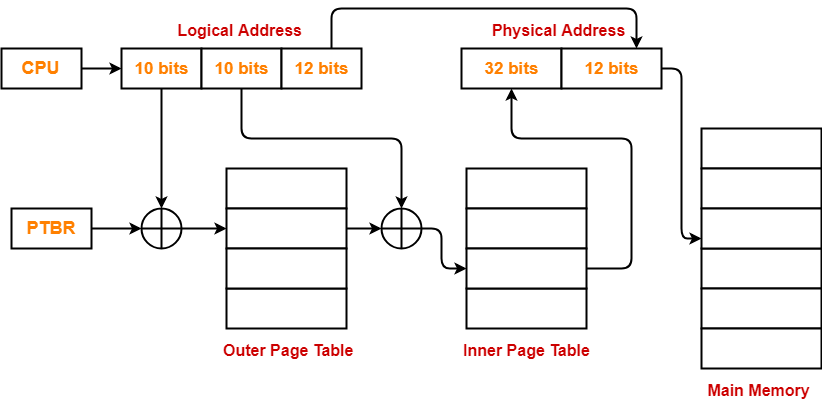 Logical Address
Physical Address
CPU
10 bits
10 bits
12 bits
32 bits
12 bits
PTBR
Outer Page Table
Inner Page Table
Main Memory